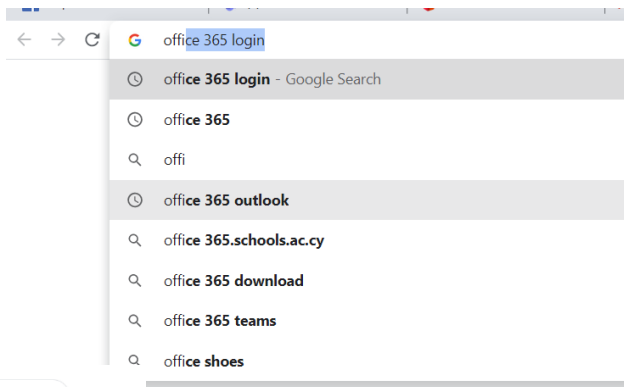 office 365 login
office 365 login - Google Search
office 365
offi
office 365 outlook
office 365.schools.ac.cy
office 365 download
office 365 teams
office shoes